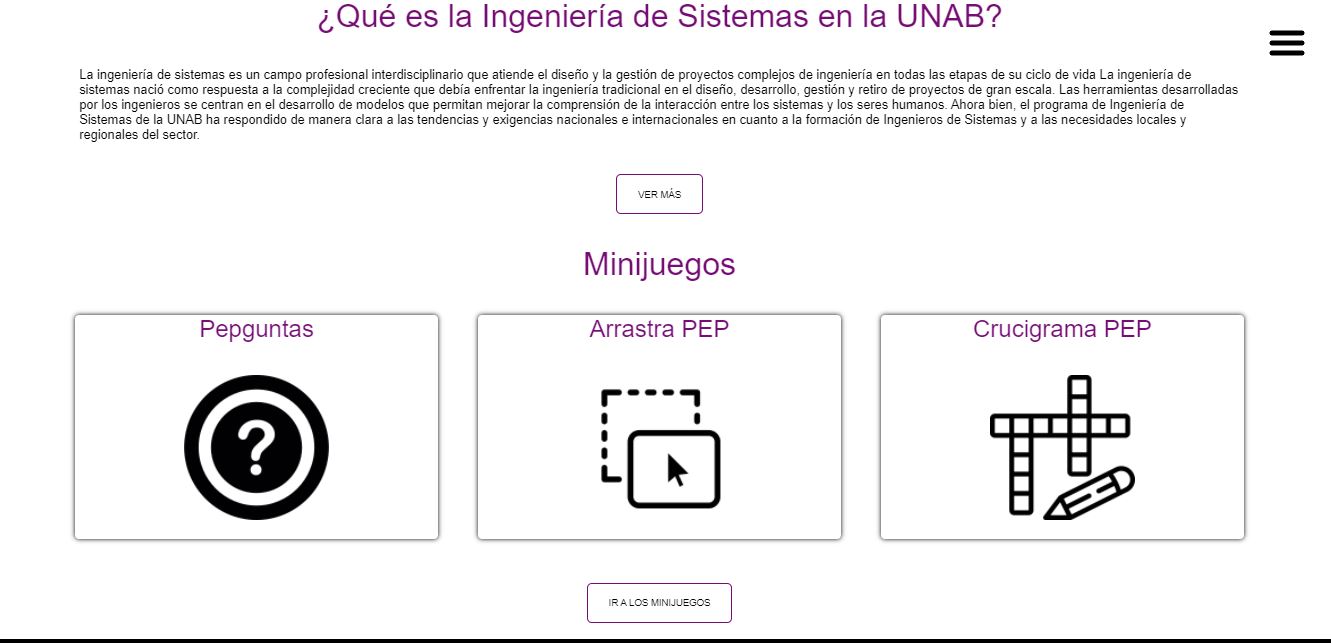 ¿Qué es la Ingeniería de Sistemas en la UNAB?
La ingeniería de sistemas es un campo profesional interdisciplinario que atiende el diseño y la gestión de proyectos complejos de ingeniería en todas las etapas de su ciclo de vida La ingeniería de
sistemas nació como respuesta a la complejidad creciente que debía enfrentar la ingeniería tradicional en el diseño, desarrollo, gestión y retiro de proyectos de gran escala. Las herramientas desarrolladas
por los ingenieros se centran en el desarrollo de modelos que permitan mejorar la comprensión de la interacción entre los sistemas y los seres humanos. Ahora bien, el programa de Ingeniería de
Sistemas de la UNAB ha respondido de manera clara a las tendencias y exigencias nacionales e internacionales en cuanto a la formación de Ingenieros de Sistemas y a las necesidades locales y
regionales del sector.
VER MÁS
Minijuegos
Pepguntas
Arrastra PEP
Crucigrama PEP
?
IR A LOS MINIJUEGOS